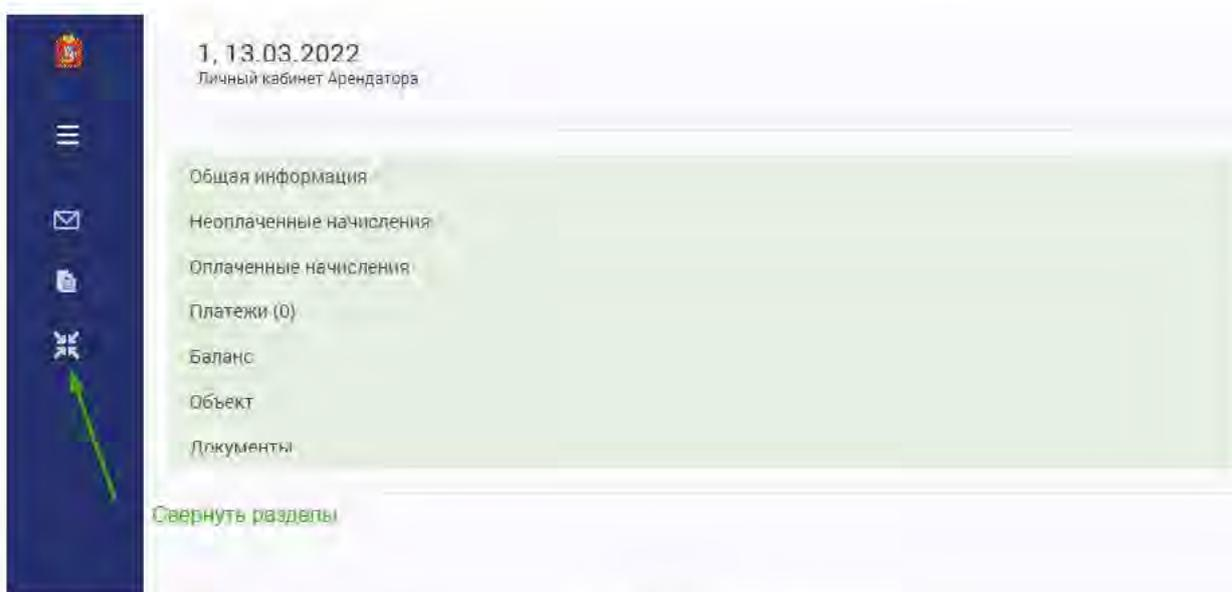 1, 13.03.2022
Личный кабинет Арендатора
Общая информация
Неоплаченные начисления
Оплаченные начисления
Платежи (0)
Баланс
Объект
Документы
Свернуть разделы